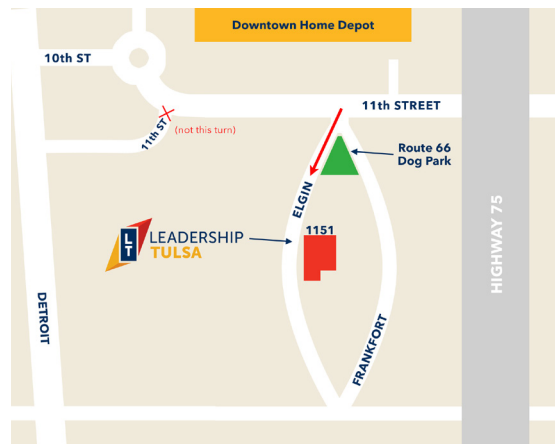 Downtown Home Depot
10th ST
11th STREET
11th ST
(not this turn)
Route 66
Dog Park
ELGIN
1151
LT
LEADERSHIP
TULSA
HIGHWAY 75
DETROIT
FRANKFORT